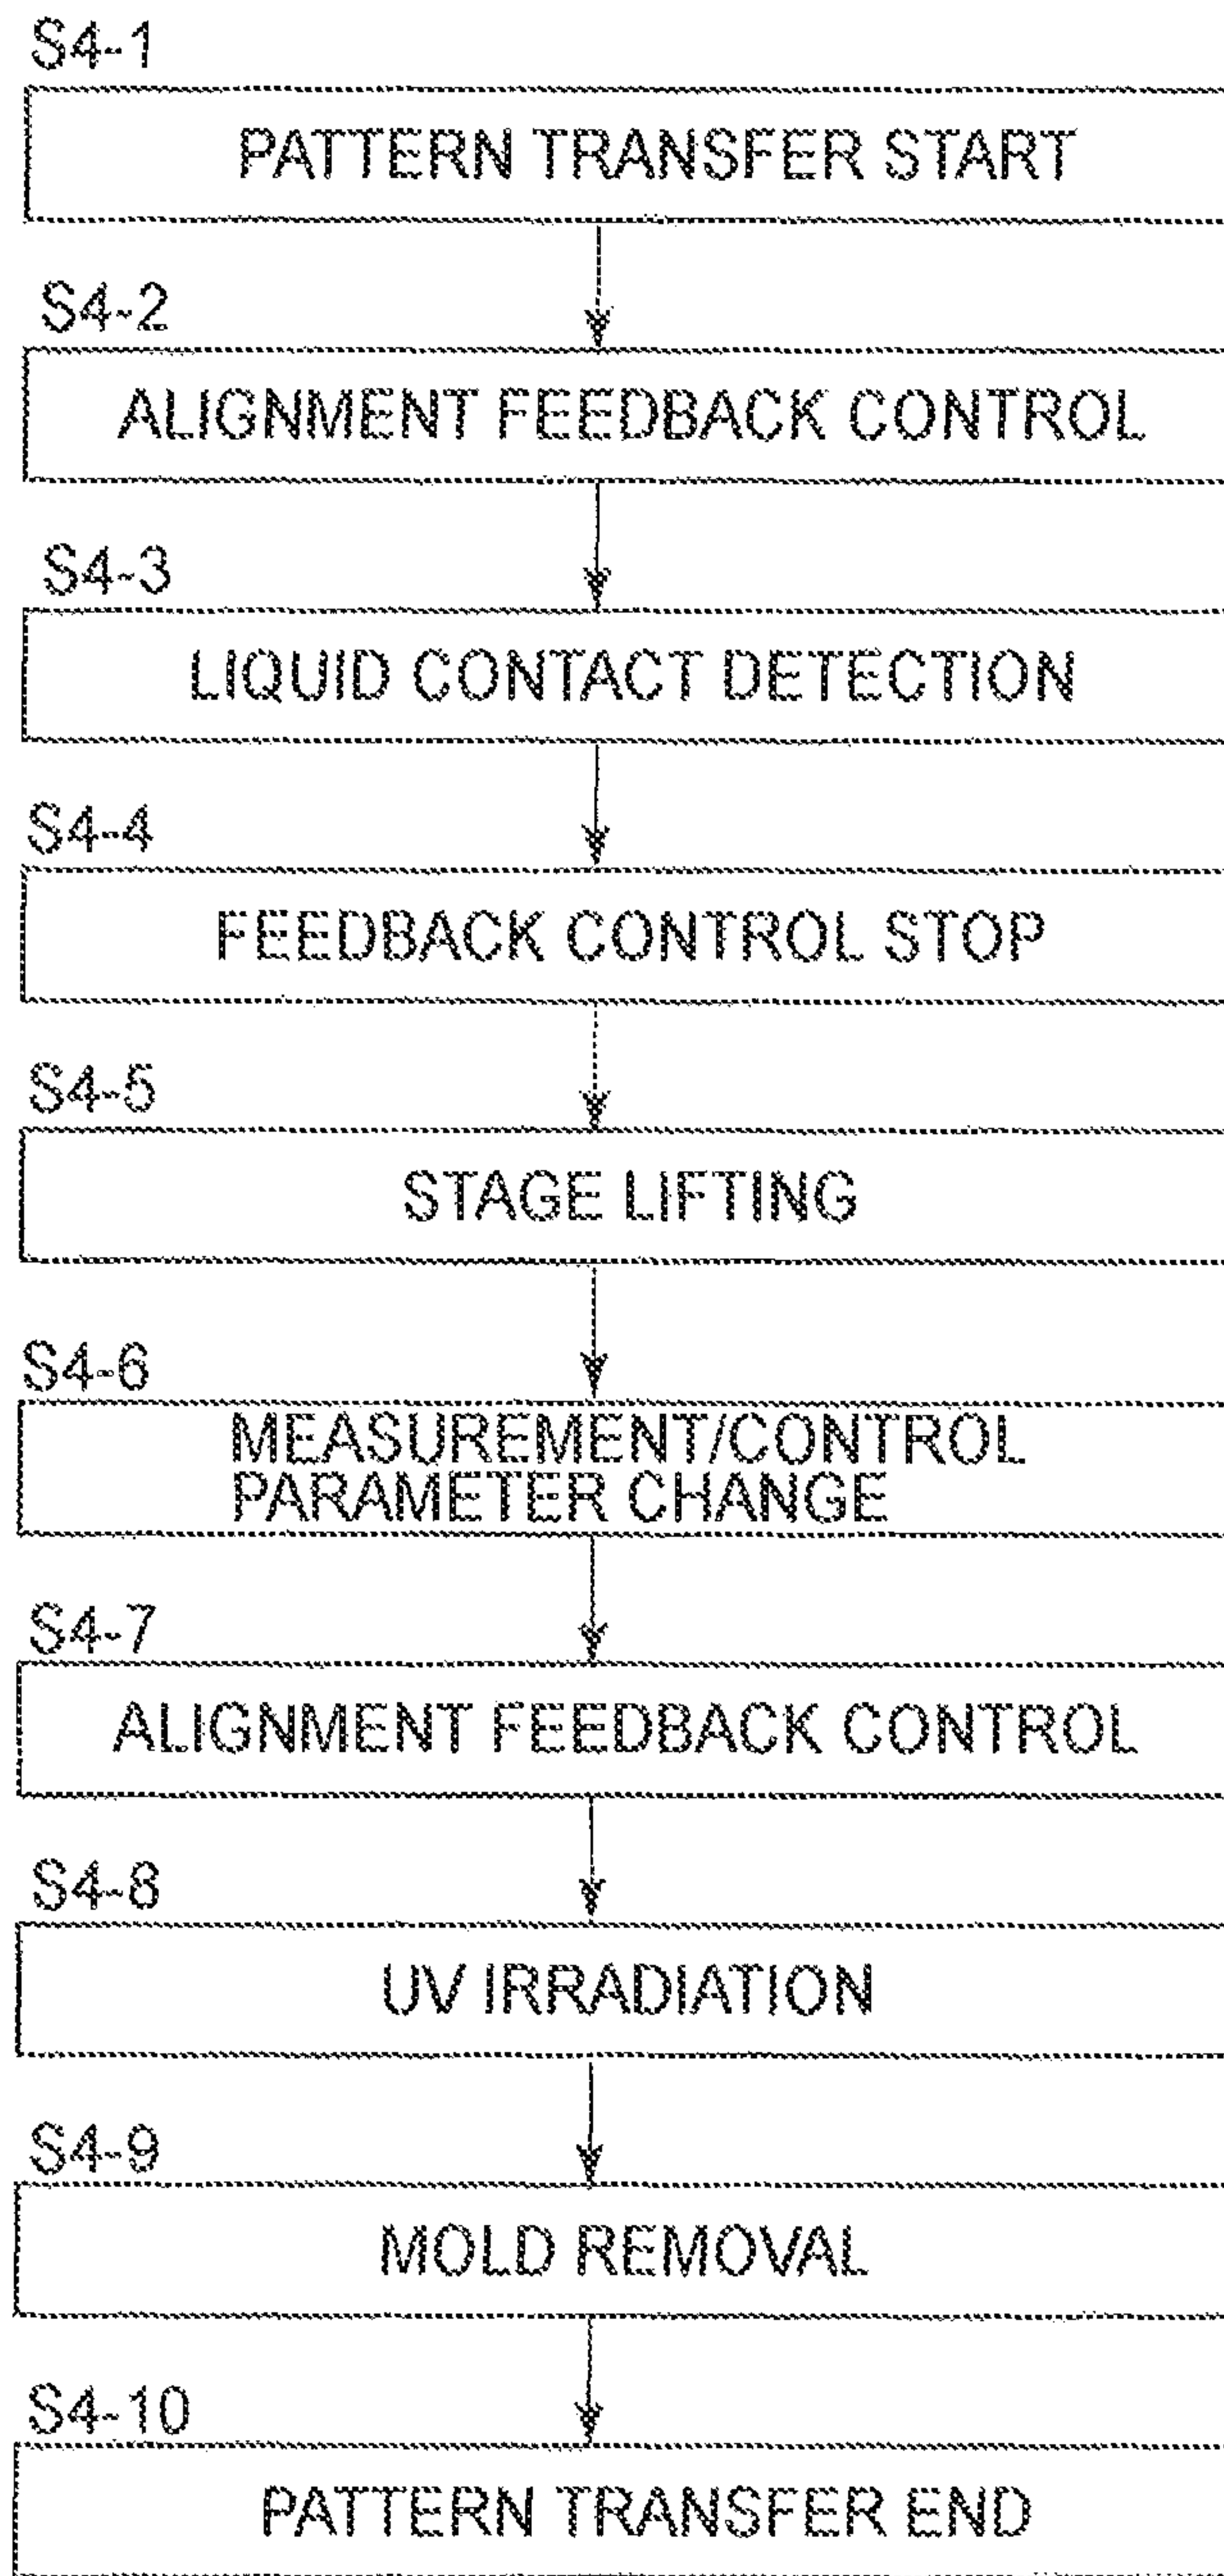 S4-1
PATTERN TRANSFER START
S4-2
ALIGNMENT FEEDBACK CONTROL
S4-3
LIQUID CONTACT DETECTION
S4-4
FEEDBACK CONTROL STOP
S4-5
STAGE LIFTING
S4-6
MEASUREMENT/CONTROL
PARAMETER CHANGE
S4-7
ALIGNMENT FEEDBACK CONTROL
S4-8
UV IRRADIATION
S4-9
MOLD REMOVAL
S4-10
PATTERN TRANSFER END